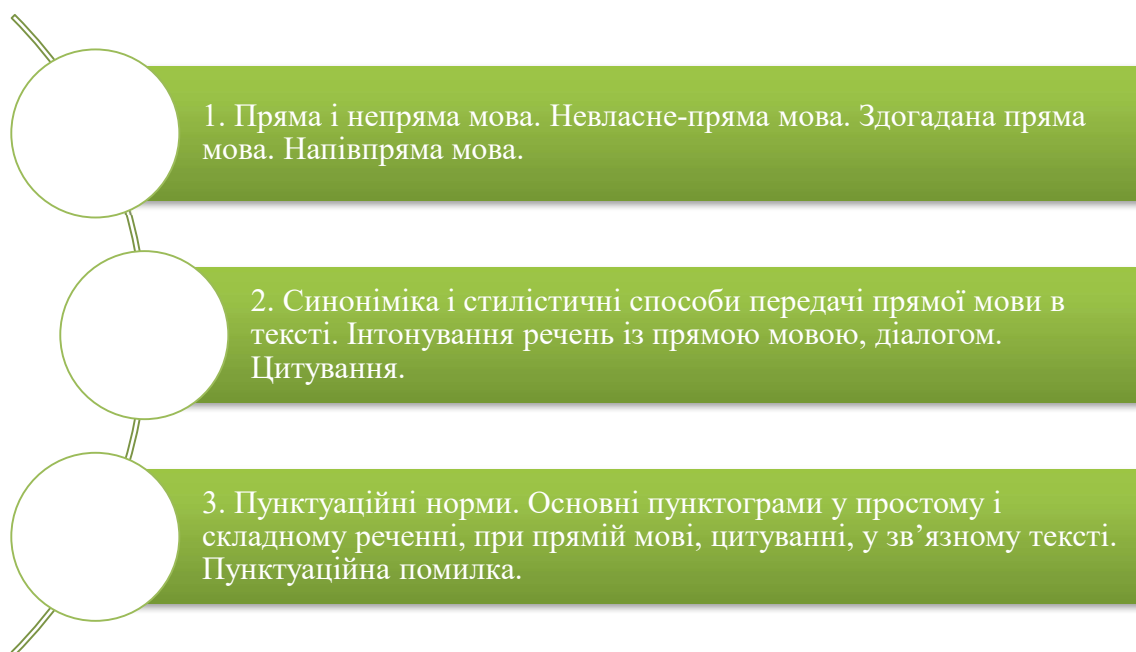 1. Пряма і непряма мова. Невласне-пряма мова. Здогадана пряма
мова. Напівпряма мова.
2. Синоніміка і стилістичні способи передачі прямої мови в
тексті. Інтонування речень із прямою мовою, діалогом.
Цитування.
3. Пунктуаційні норми. Основні пунктограми у простому і
складному реченні, при прямій мові, цитуванні, у зв’язному тексті.
Пунктуаційна помилка.